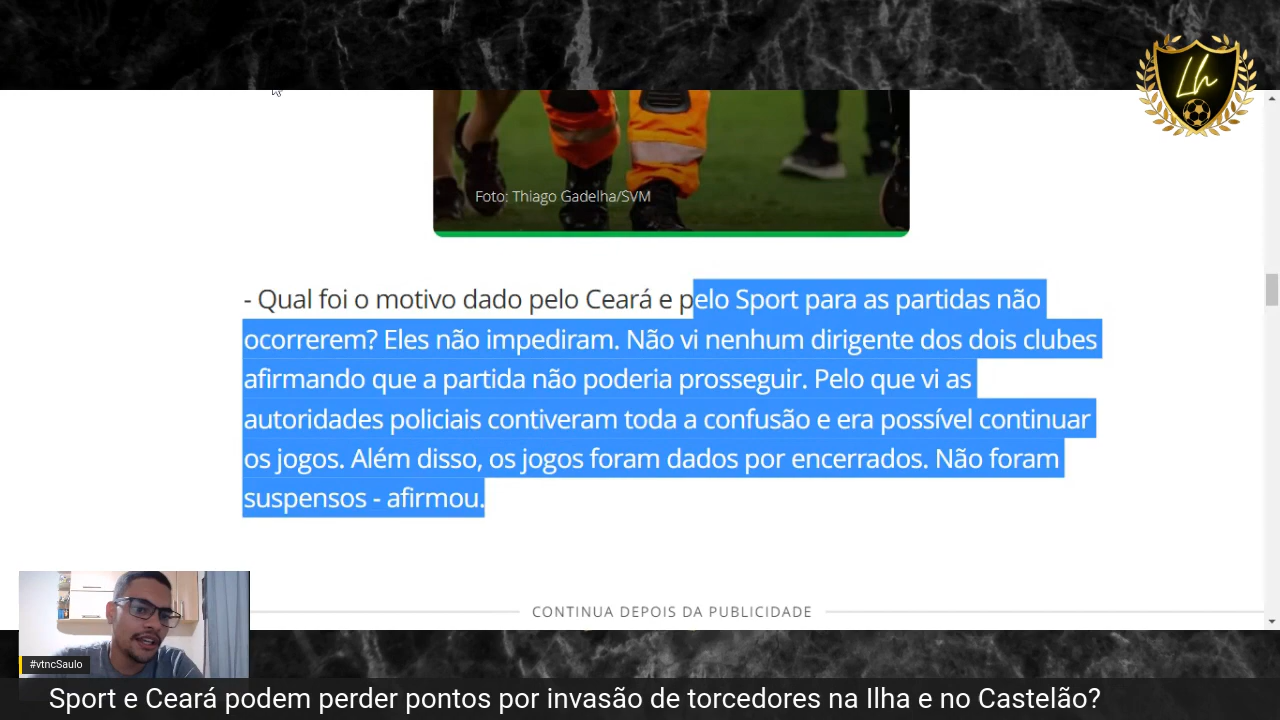 Lh
Foto: Thiago Gadelha/SVM
- Qual foi o motivo dado pelo Ceará e pelo Sport para as partidas não
ocorrerem? Eles não impediram. Não vi nenhum dirigente dos dois clubes
afirmando que a partida não poderia prosseguir. Pelo que vi as
autoridades policiais contiveram toda a confusão e era possível continuar
os jogos. Além disso, os jogos foram dados por encerrados. Não foram
suspensos - afirmou.
CONTINUA DEPOIS DA PUBLICIDADE
#vtncSaulo
Sport e Ceará podem perder pontos por invasão de torcedores na Ilha e no Castelão?